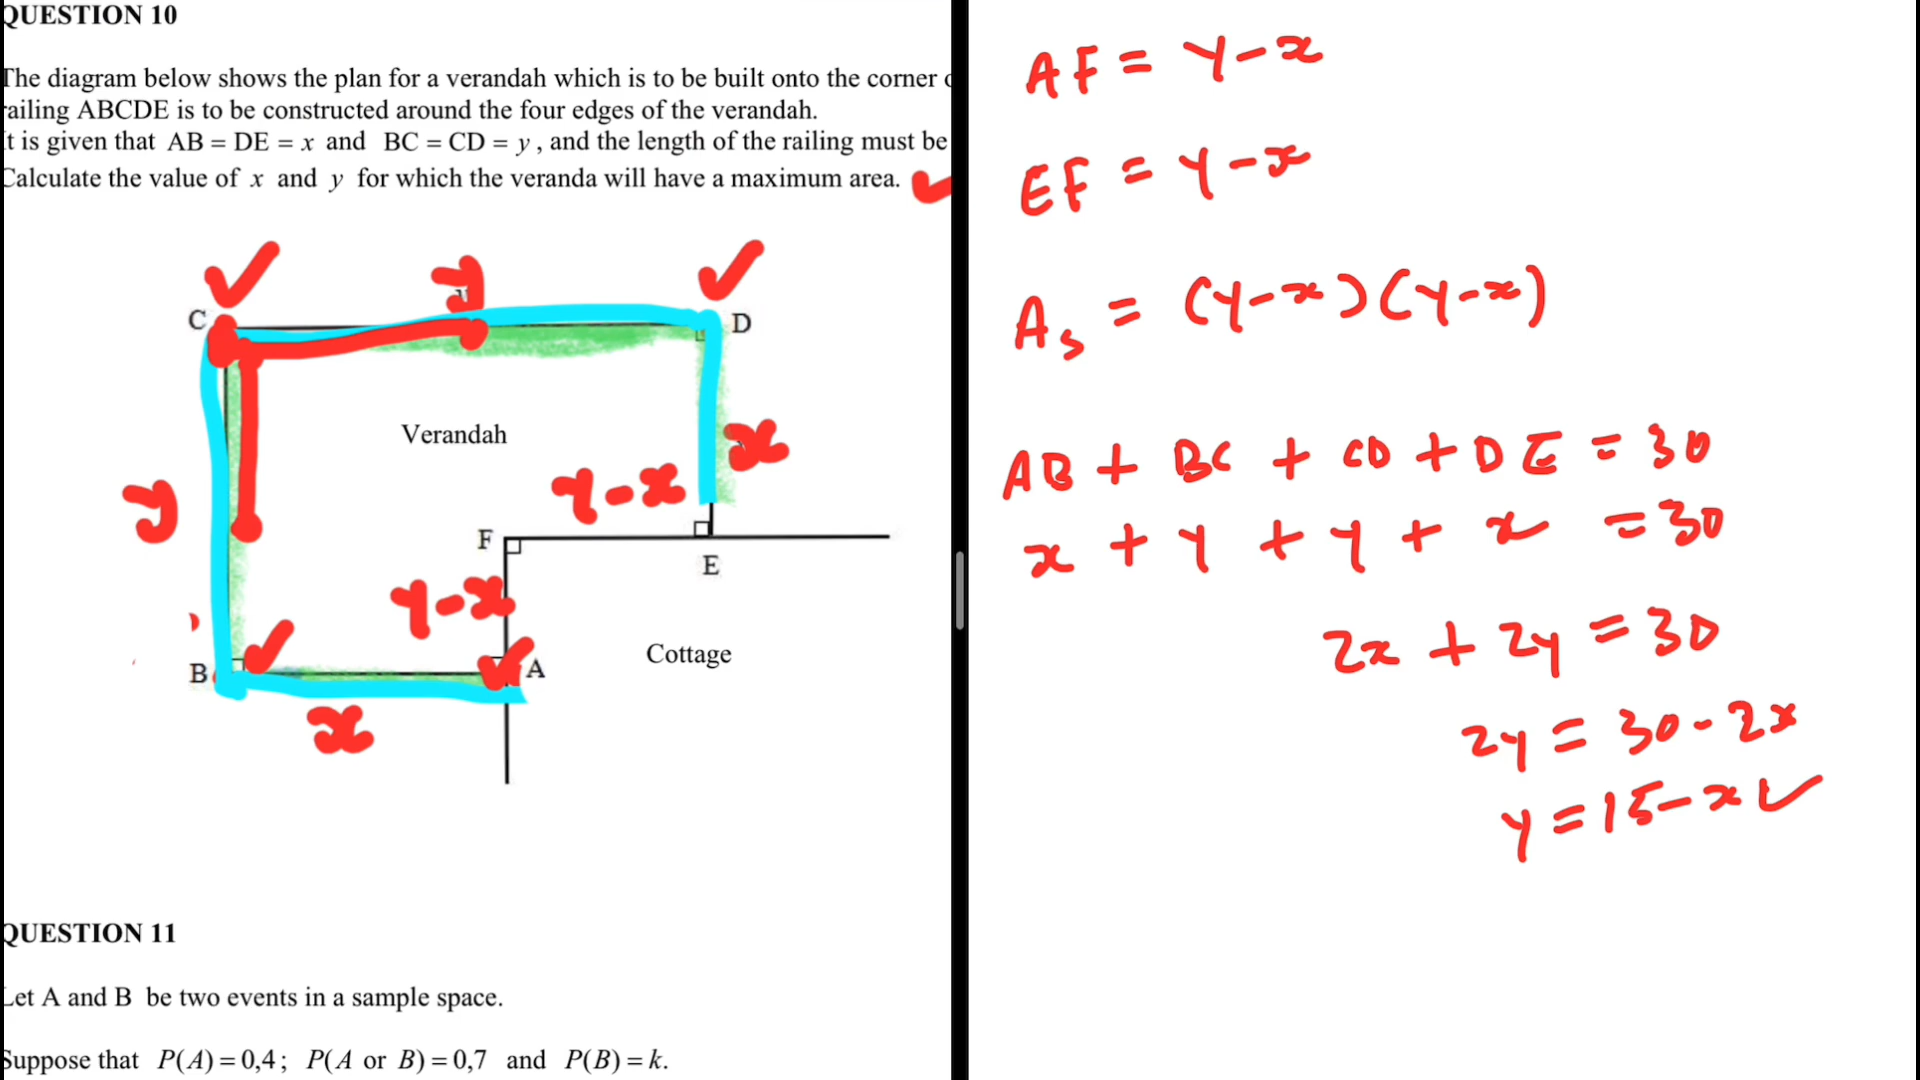 QUESTION 10
The diagram below shows the plan for a verandah which is to be built onto the corner
railing ABCDE is to be constructed around the four edges of the verandah.
It is given that AB = DE = x and BC = CD = y, and the length of the railing must be
Calculate the value of x and y for which the veranda will have a maximum area.
y
C
D
Verandah
x
y-x
y
F
E
y-x
Cottage
B
A
x
QUESTION 11
Let A and B be two events in a sample space.
Suppose that P(A)=0,4; P(A or B)=0,7 and P(B)=k.
AF = y-x
EF = y-x
As = (y-x)(y-x)
AB + BC + CD + DE = 30
x + y + y + x = 30
2x + 2y = 30
2y = 30-2x
y = 15-x